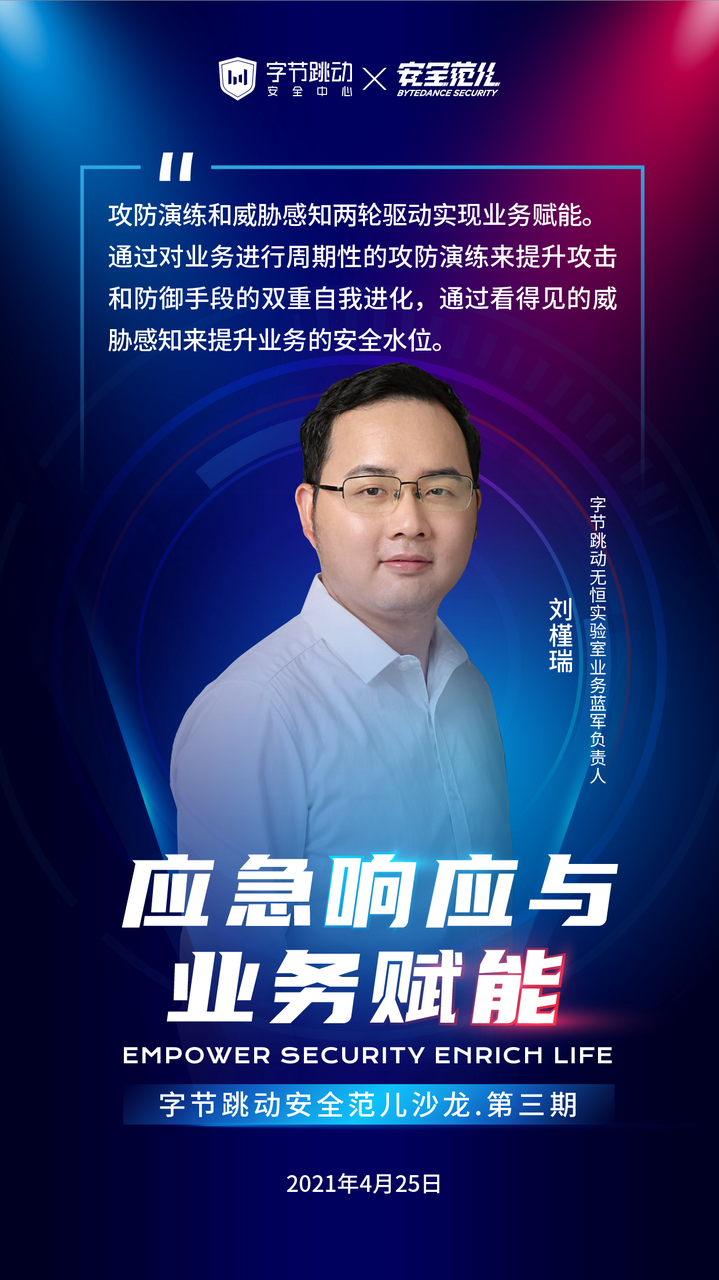 字节跳动
安全中心
安全范儿
BYTEDANCE SECURITY
攻防演练和威胁感知两轮驱动实现业务赋能。
通过对业务进行周期性的攻防演练来提升攻击
和防御手段的双重自我进化，通过看得见的威
胁感知来提升业务的安全水位。
字节跳动无恒实验室业务蓝军负责人
刘槿瑞
应急响应与
业务赋能
EMPOWER SECURITY ENRICH LIFE
字节跳动安全范儿沙龙.第三期
2021年4月25日